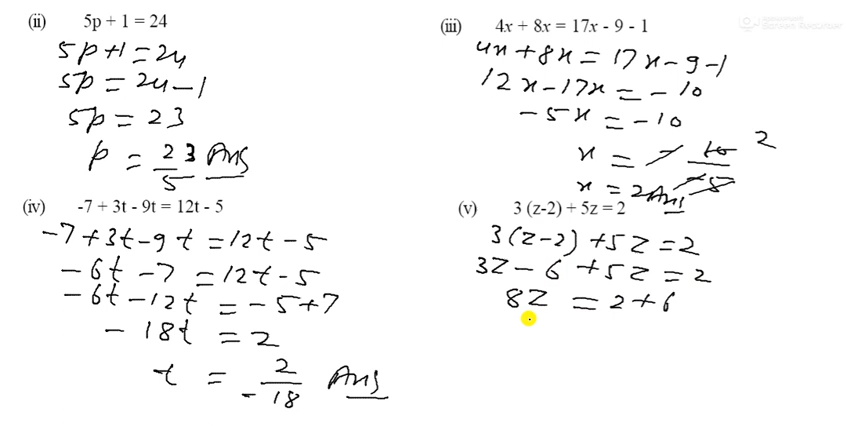 (ii) 5p + 1 = 24
5p+1=24
5p = 24-1
5p = 23
p = 23/5 Ans
(iii) 4x + 8x = 17x - 9 - 1
4x+8x = 17x-9-1
12x-17x = -10
-5x = -10
x = -10/-5 2
x = 2 Ans
(iv) -7 + 3t - 9t = 12t - 5
-7+3t-9t = 12t-5
-6t-7 = 12t-5
-6t-12t = -5+7
-18t = 2
t = 2/-18 Ans
(v) 3 (z-2) + 5z = 2
3(z-2)+5z=2
3z-6+5z=2
8z = 2+6